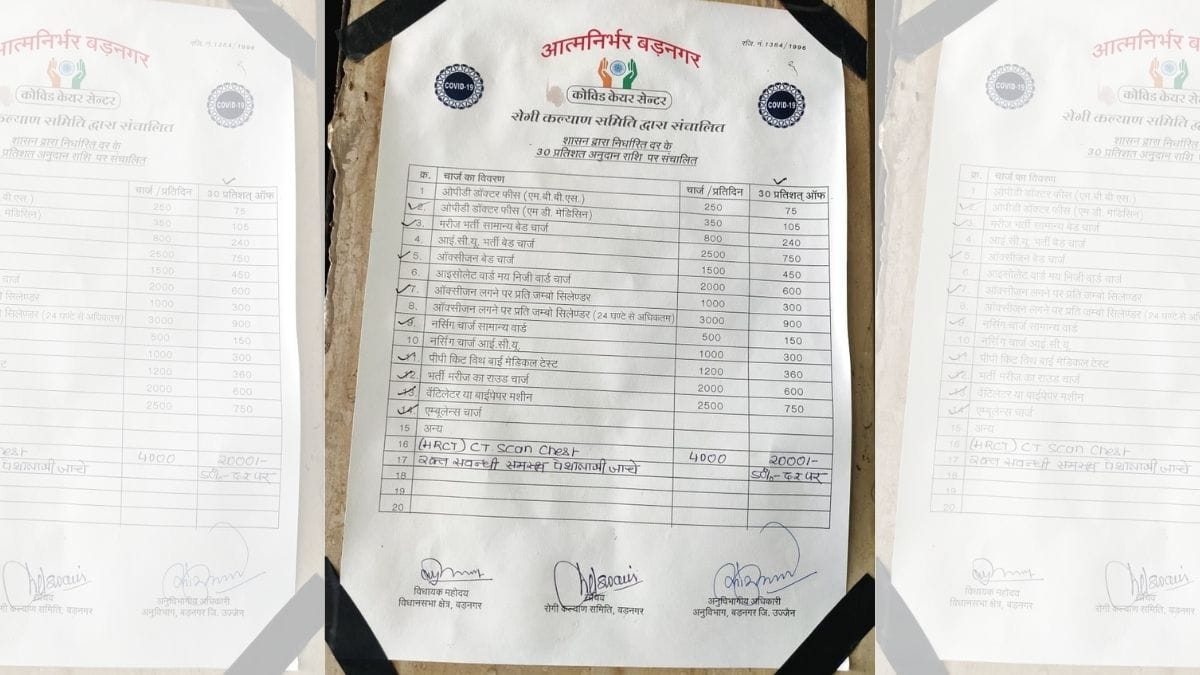 आत्मनिर्भर बड़नगर
रजि. नं. 1384/1996
कोविड केयर सेन्टर
COVID-19
COVID-19
रोगी कल्याण समिति द्वारा संचालित
शासन द्वारा निर्धारित दर के
30 प्रतिशत अनुदान राशि पर संचालित
क्र. चार्ज का विवरण चार्ज /प्रतिदिन 30 प्रतिशत् ऑफ
1 ओपीडी डॉक्टर फीस (एम.बी.बी.एस.) 250 75
2. ओपीडी डॉक्टर फीस (एम डी. मेडिसिन) 350 105
3. मरीज भर्ती सामान्य बेड चार्ज 800 240
4. आई.सी.यू. भर्ती बेड चार्ज 2500 750
5. ऑक्सीजन बेड चार्ज 1500 450
6. आइसोलेट वार्ड मय निजी वार्ड चार्ज 2000 600
7. ऑक्सीजन लगने पर प्रति जम्बो सिलेण्डर 1000 300
8. ऑक्सीजन लगने पर प्रति जम्बो सिलेण्डर (24 घण्टे से अधिकतम) 3000 900
9. नर्सिंग चार्ज सामान्य वार्ड 500 150
10 नर्सिंग चार्ज आई.सी.यू. 1000 300
11. पीपी किट विथ बाई मेडिकल टेस्ट 1200 360
12 भर्ती मरीज का राउंड चार्ज 2000 600
13 वेंटिलेटर या बाईपेपर मशीन 2500 750
14 एम्बूलेन्स चार्ज
15 अन्य
16 (HRCT) CT Scan Chest 4000 2000/-
17 रक्त सबन्धी समस्त पेशाबागी जाचे 50%- दर पर
18
19
20
विधायक महोदय
विधानसभा क्षेत्र, बड़नगर
सचिव
रोगी कल्याण समिति, बड़नगर
अनुविभागीय अधिकारी
अनुविभाग, बड़नगर जि. उज्जैन